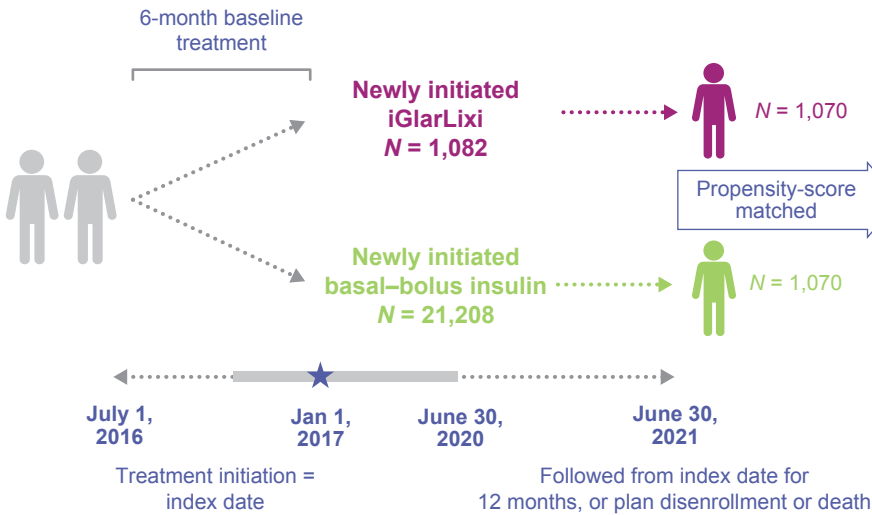 6-month baseline
treatment
Newly initiated
iGlarLixi
N = 1,082
N = 1,070
Propensity-score
matched
Newly initiated
basal–bolus insulin
N = 21,208
N = 1,070
July 1,
2016
Jan 1,
2017
June 30,
2020
June 30,
2021
Treatment initiation =
index date
Followed from index date for
12 months, or plan disenrollment or death